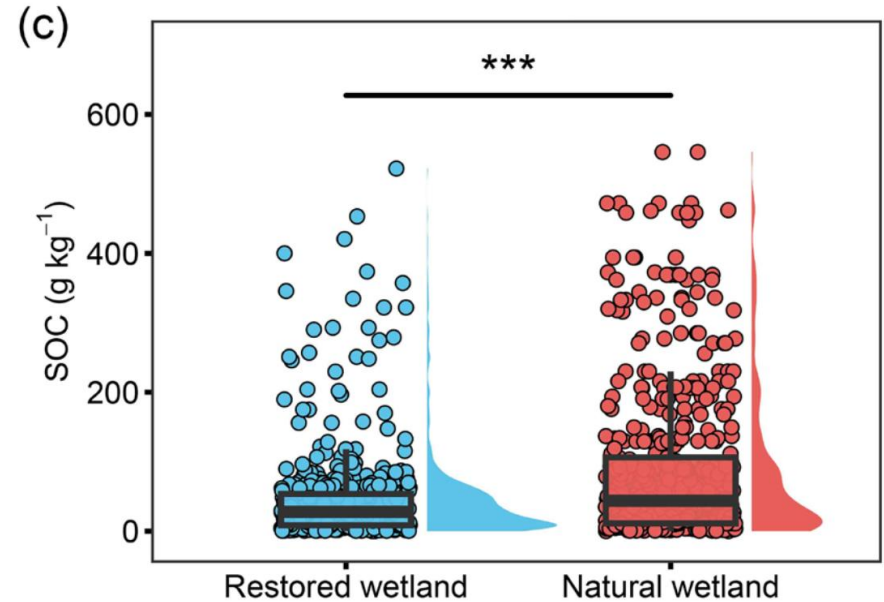 (c)
***
600
400
200
0
SOC (g kg⁻¹)
Restored wetland
Natural wetland